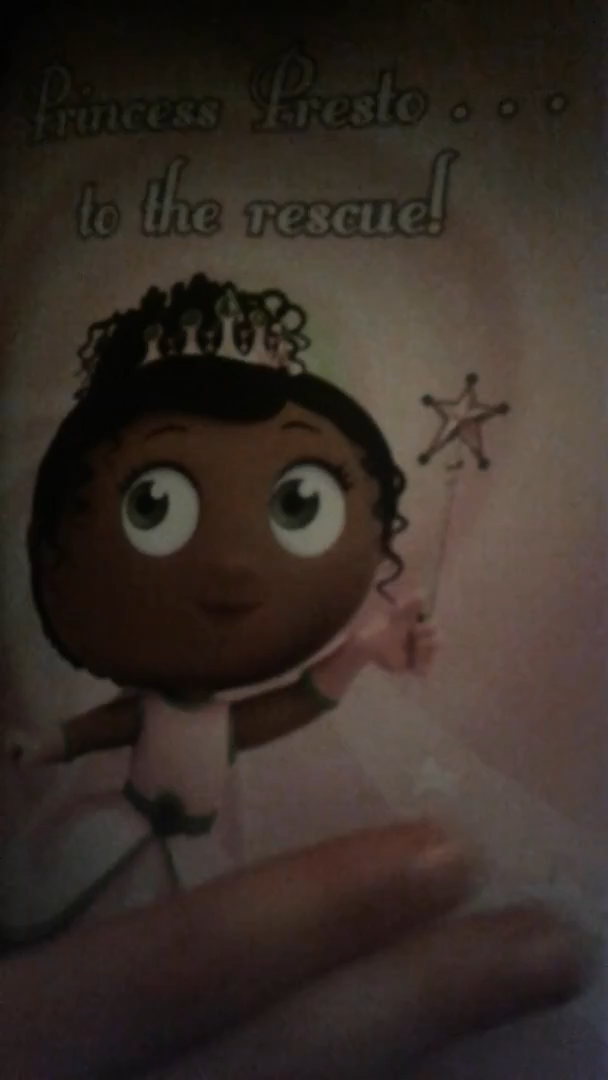 Princess Presto . . .
to the rescue!